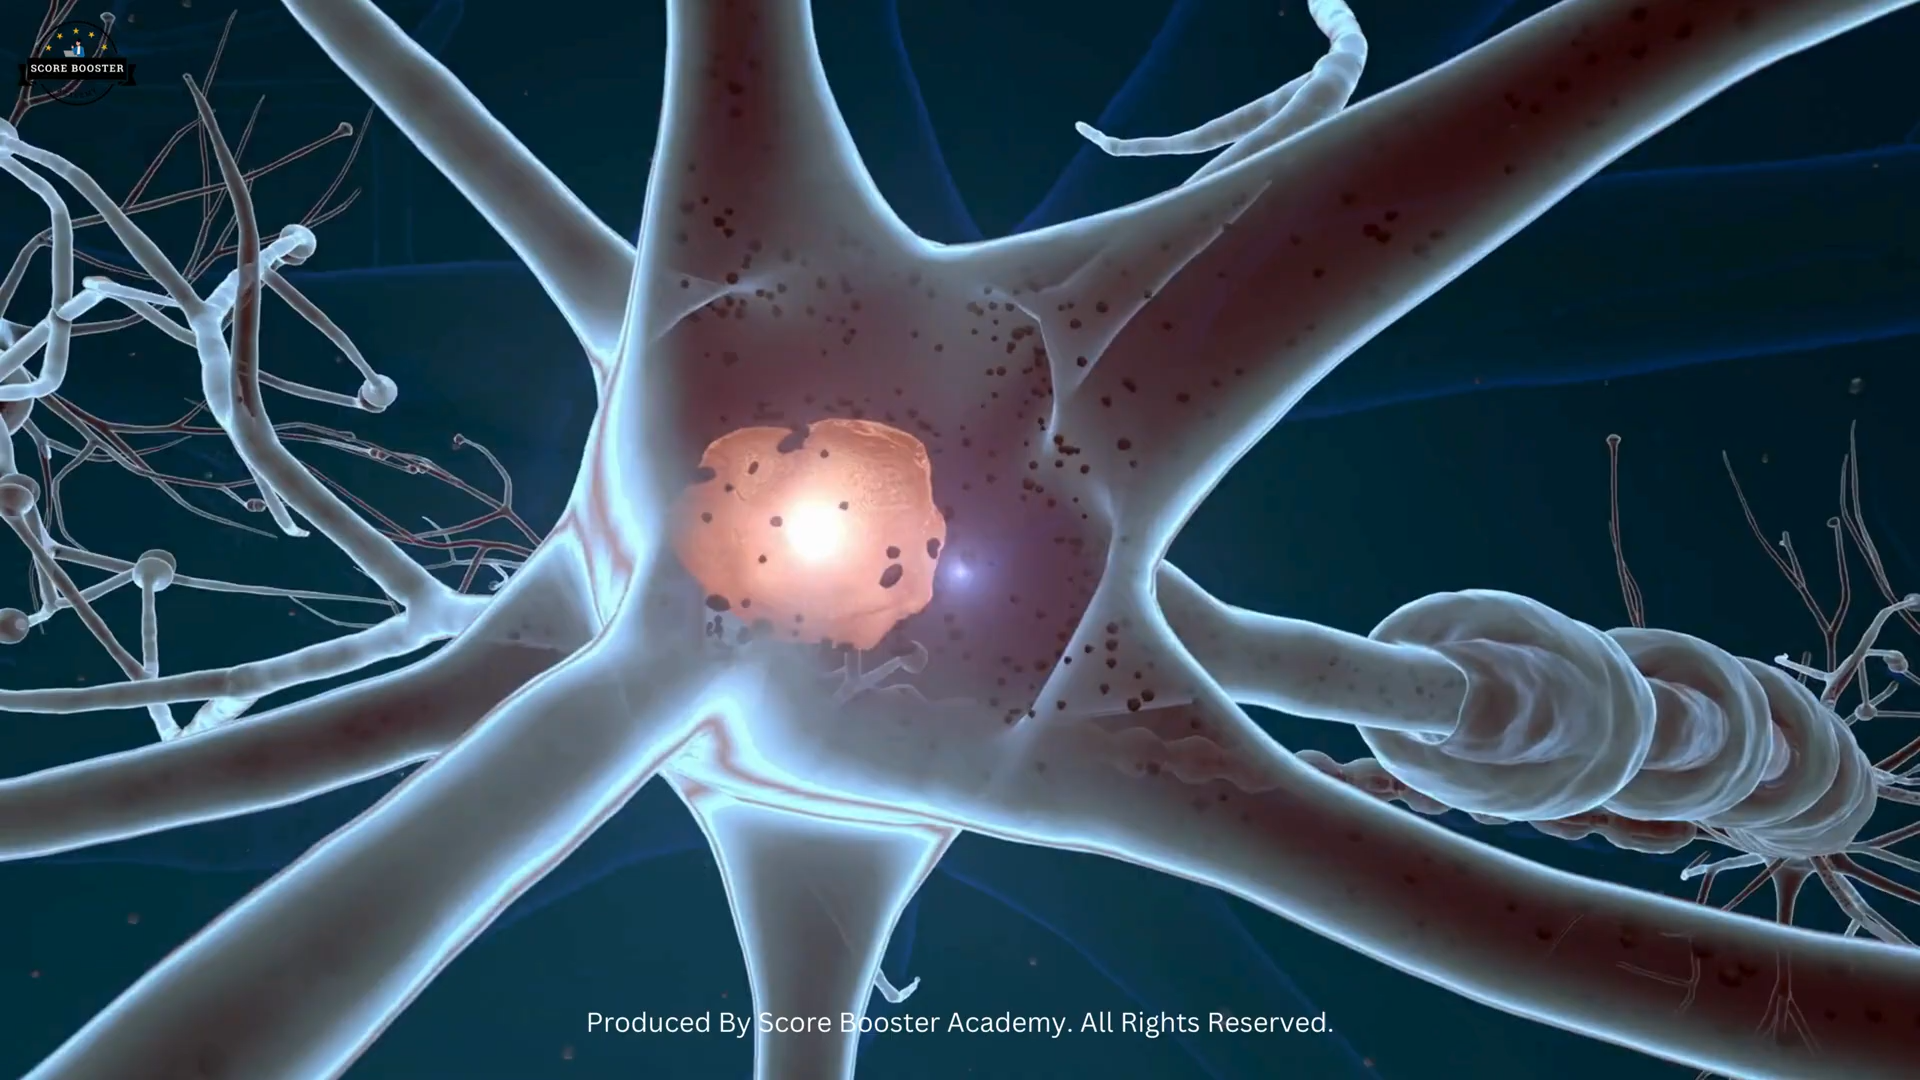 SCORE BOOSTER
Produced By Score Booster Academy. All Rights Reserved.